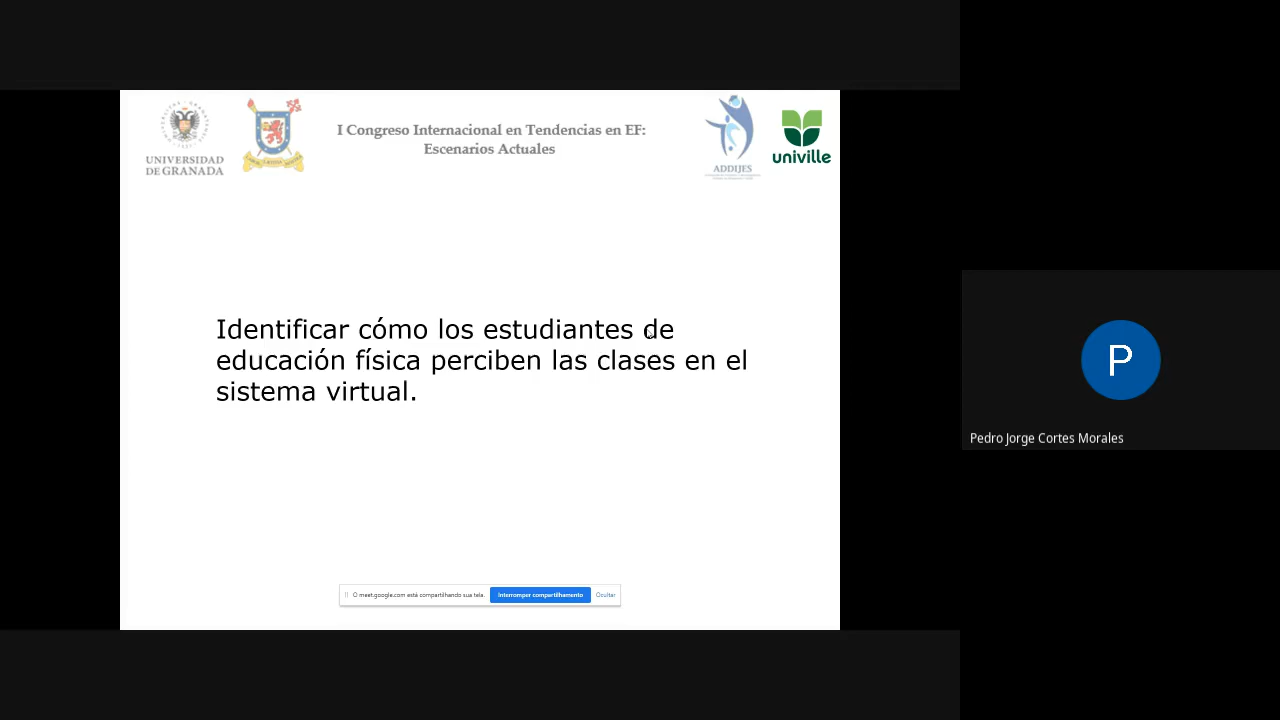 I Congreso Internacional en Tendencias en EF:
Escenarios Actuales
UNIVERSIDAD
DE GRANADA
ADDIJES
univille
Identificar cómo los estudiantes de
educación física perciben las clases en el
sistema virtual.
O meet.google.com está compartilhando sua tela.
Interromper compartilhamento
Ocultar
P
Pedro Jorge Cortes Morales